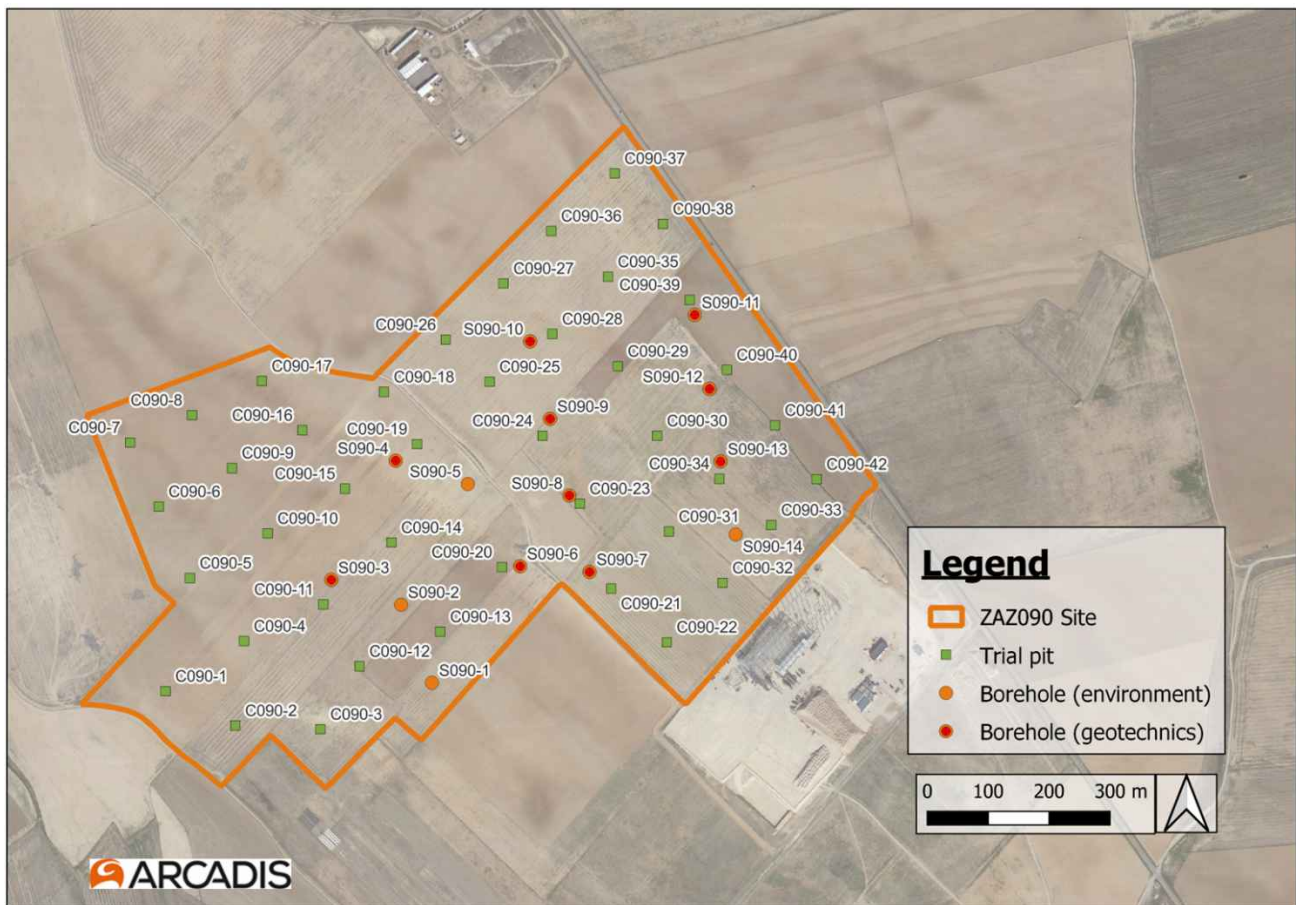 C090-37
C090-38
C090-36
C090-35
C090-27
C090-39
S090-11
C090-26
S090-10
C090-28
C090-17
C090-18
C090-25
C090-29
C090-40
S090-12
C090-8
C090-16
C090-24
S090-9
C090-7
C090-19
C090-30
C090-41
C090-9
S090-4
S090-5
C090-15
C090-34
S090-13
C090-42
C090-6
S090-8
C090-23
C090-10
C090-14
C090-31
C090-33
S090-14
C090-5
C090-20
S090-6
S090-7
C090-11
S090-3
C090-32
S090-2
C090-21
C090-4
C090-13
C090-22
C090-12
C090-1
S090-1
C090-2
C090-3
Legend
ZAZ090 Site
Trial pit
Borehole (environment)
Borehole (geotechnics)
0 100 200 300 m
ARCADIS